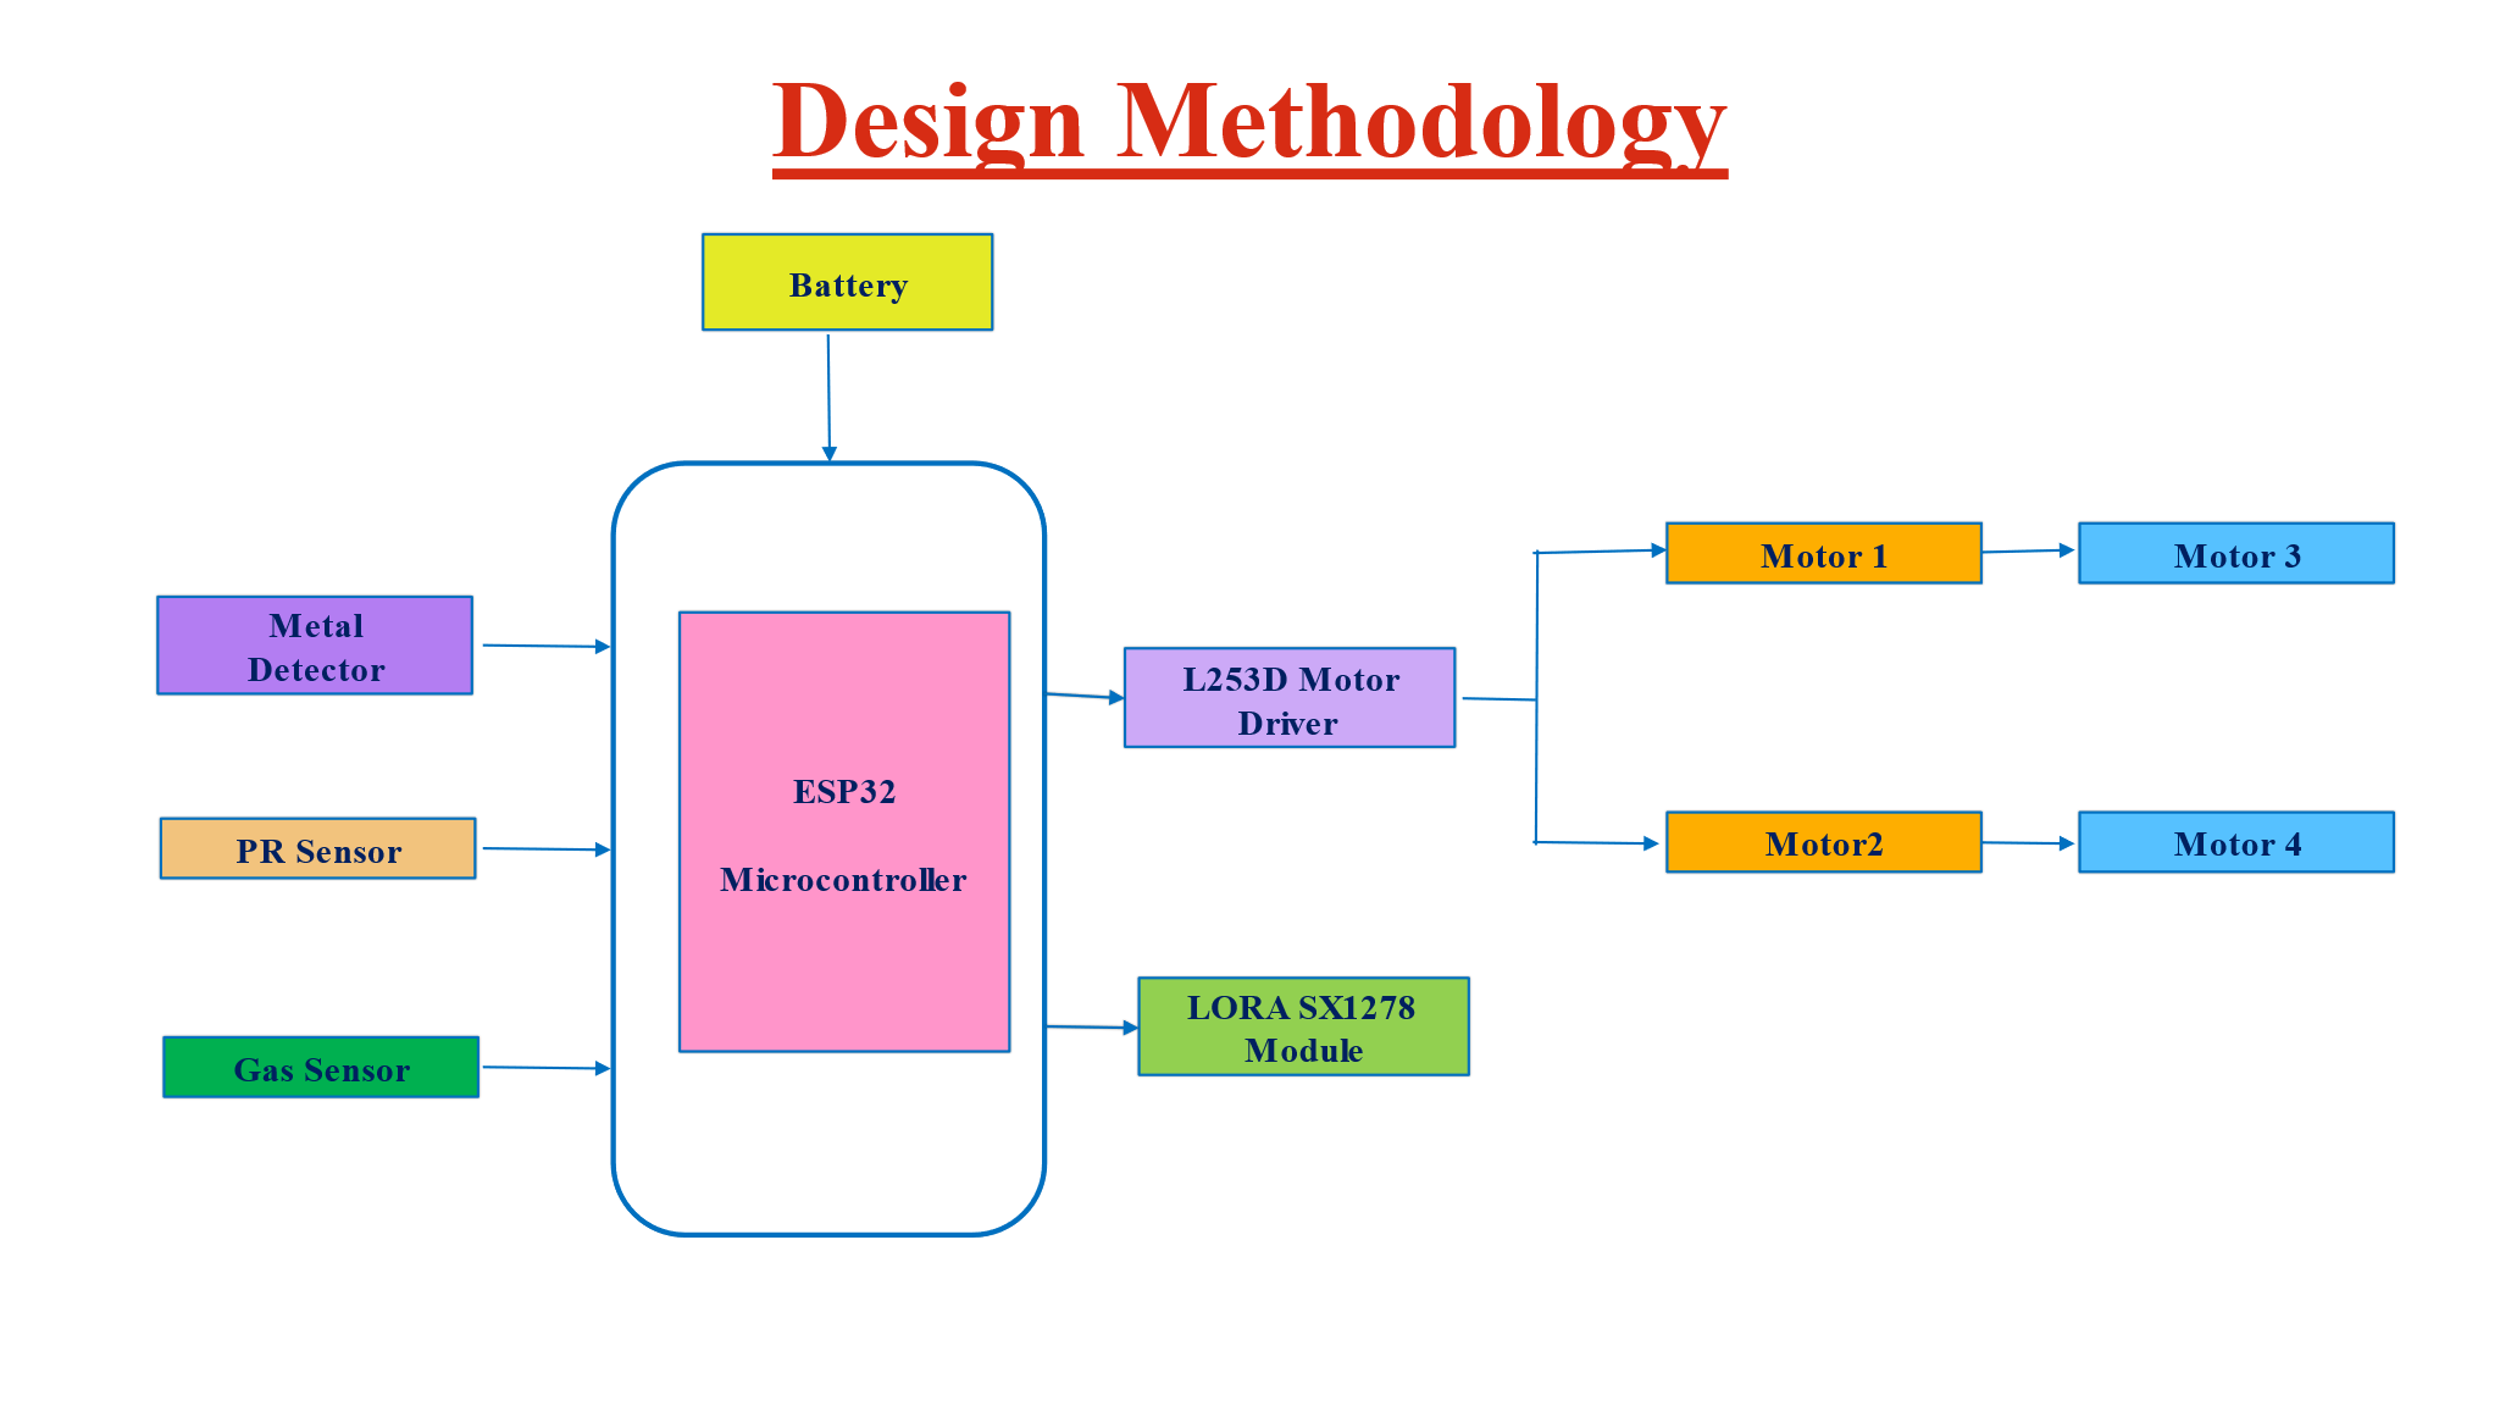 Design Methodology
Battery
Metal
Detector
PR Sensor
Gas Sensor
ESP32
Microcontroller
L253D Motor
Driver
LORA SX1278
Module
Motor 1
Motor 3
Motor2
Motor 4